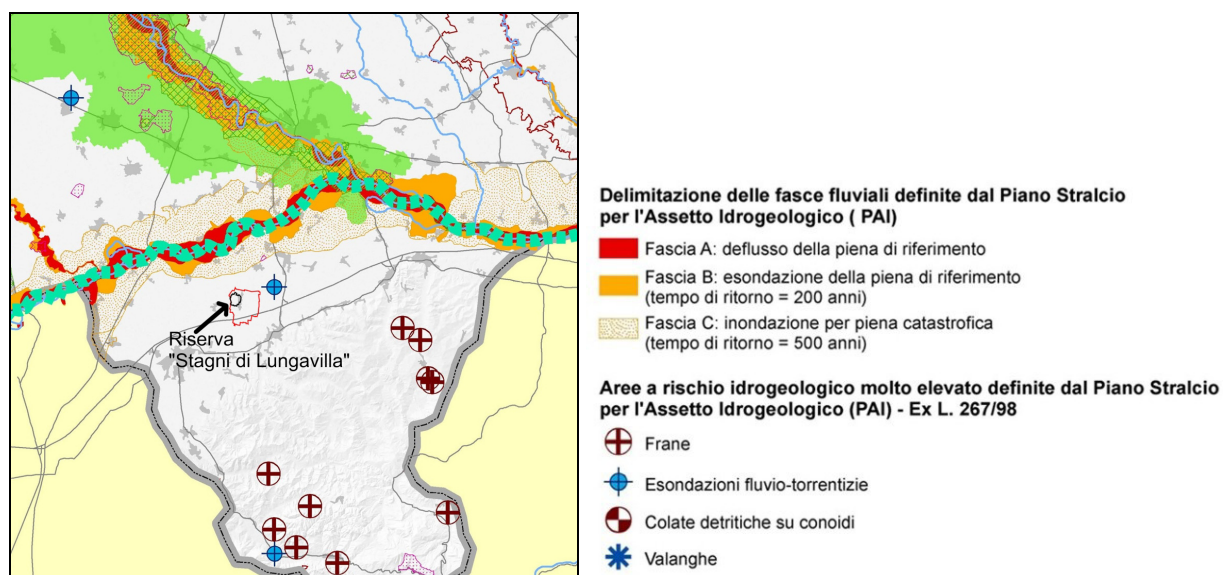 Riserva
"Stagni di Lungavilla"
Delimitazione delle fasce fluviali definite dal Piano Stralcio
per l'Assetto Idrogeologico ( PAI)
Fascia A: deflusso della piena di riferimento
Fascia B: esondazione della piena di riferimento
(tempo di ritorno = 200 anni)
Fascia C: inondazione per piena catastrofica
(tempo di ritorno = 500 anni)
Aree a rischio idrogeologico molto elevato definite dal Piano Stralcio
per l'Assetto Idrogeologico (PAI) - Ex L. 267/98
Frane
Esondazioni fluvio-torrentizie
Colate detritiche su conoidi
Valanghe